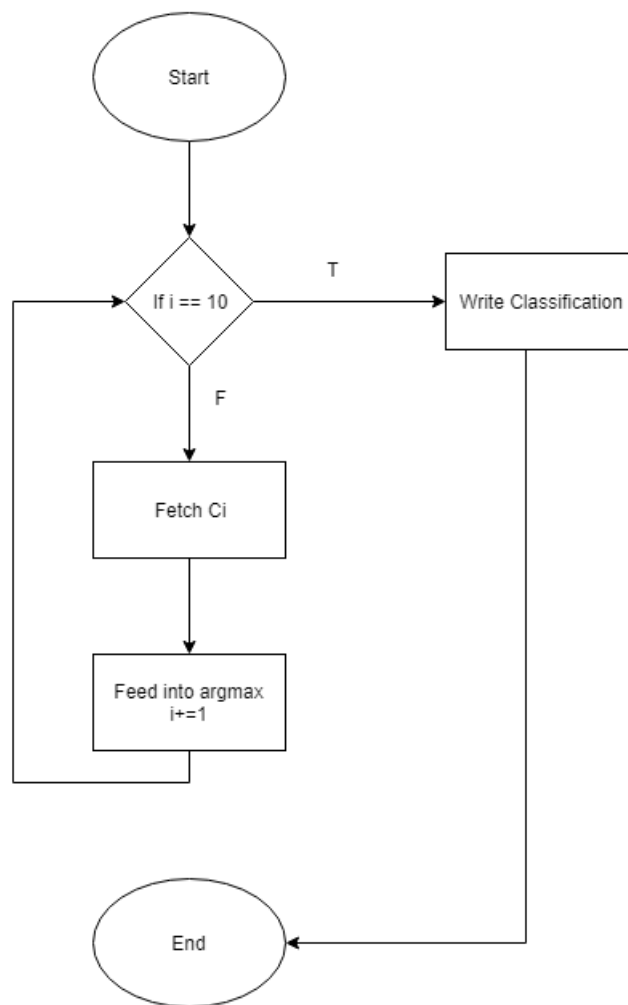 Start
If i == 10
T
Write Classification
F
Fetch Ci
Feed into argmax
i+=1
End